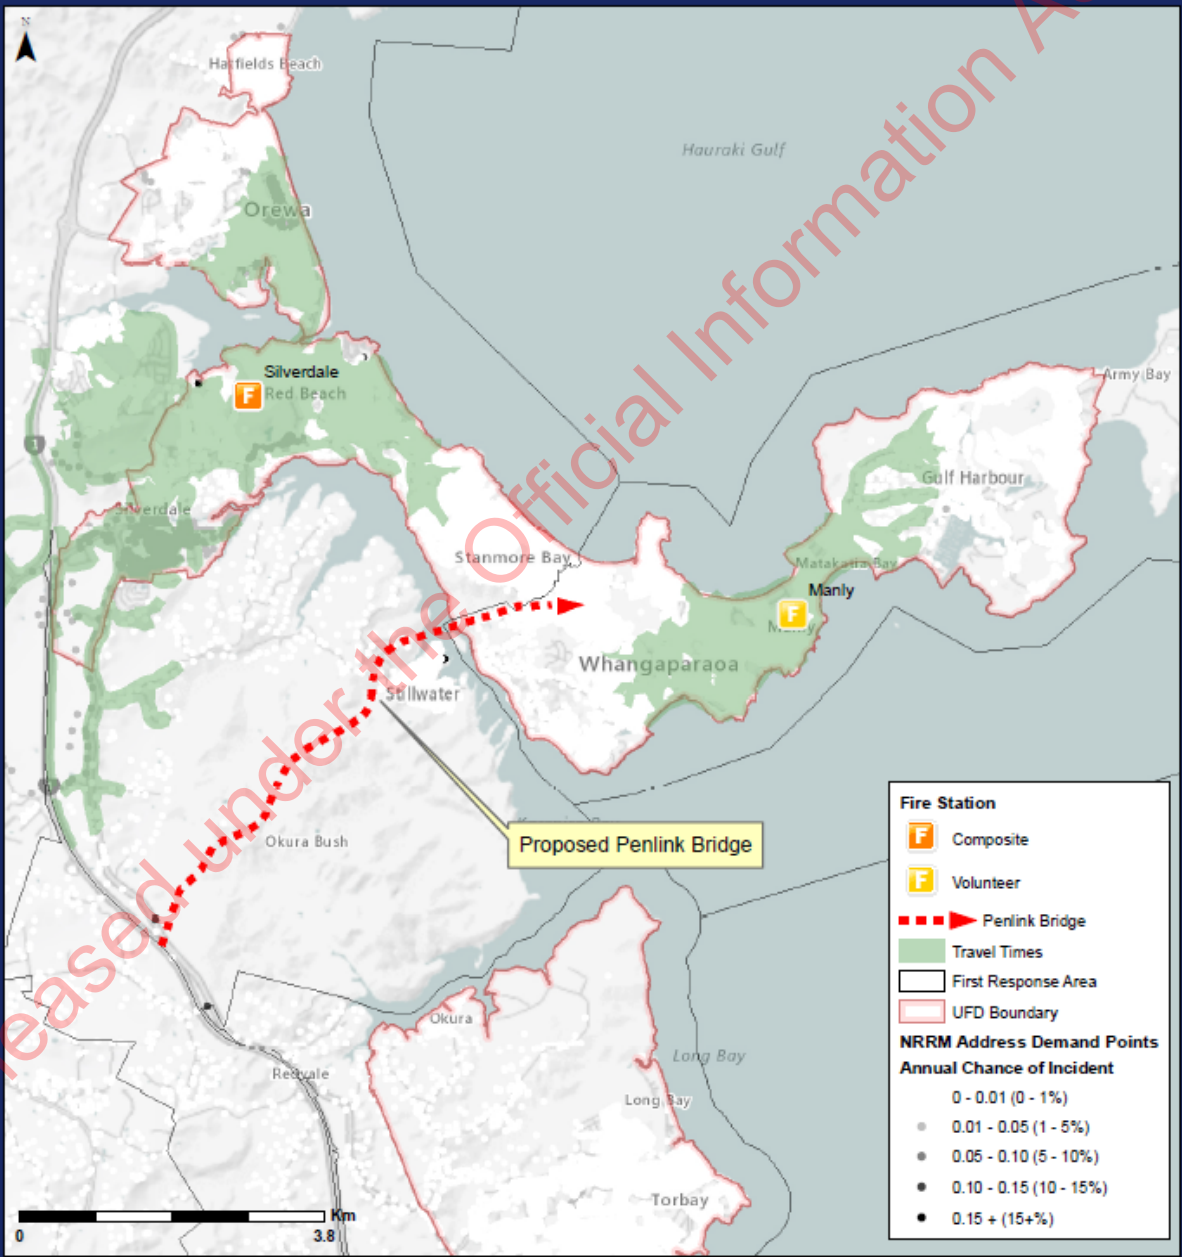 N
Hatfields Beach
Hauraki Gulf
Orewa
Silverdale
F
Red Beach
Army Bay
1
Gulf Harbour
Silverdale
Stanmore Bay
Matakatia Bay
Manly
F
Manly
Whangaparaoa
Stillwater
Okura Bush
Proposed Penlink Bridge
Okura
Redvale
Long Bay
Long Bay
Torbay
Km
0
3.8
Fire Station
F Composite
F Volunteer
Penlink Bridge
Travel Times
First Response Area
UFD Boundary
NRRM Address Demand Points
Annual Chance of Incident
0 - 0.01 (0 - 1%)
0.01 - 0.05 (1 - 5%)
0.05 - 0.10 (5 - 10%)
0.10 - 0.15 (10 - 15%)
0.15 + (15+%)
under the Official Information